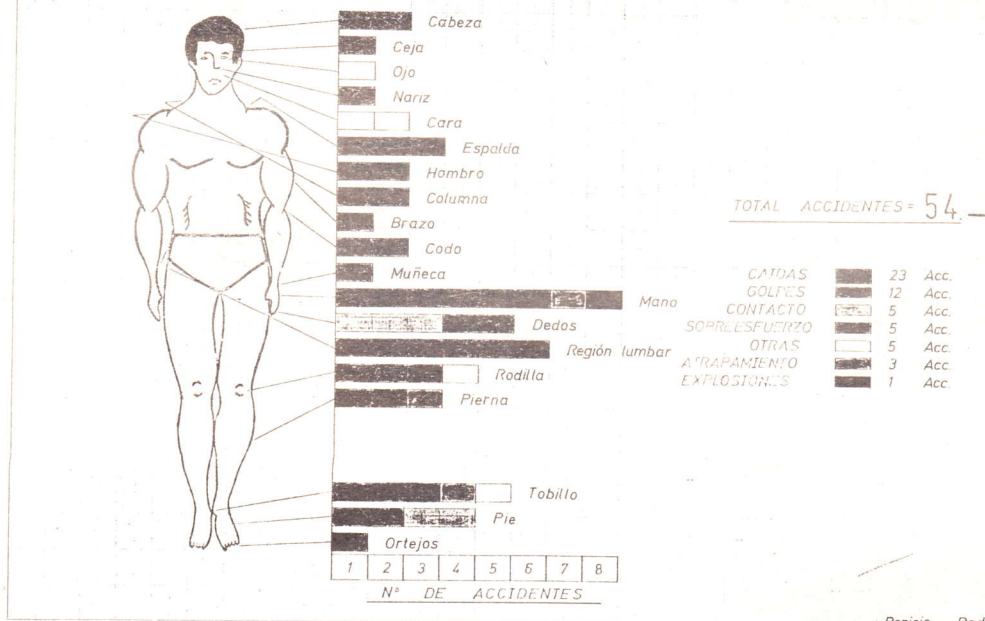 Cabeza
Ceja
Ojo
Nariz
Cara
Espalda
Hombro
Columna
Brazo
Codo
Muñeca
Mano
Dedos
Región lumbar
Rodilla
Pierna
Tobillo
Pie
Ortejos
1 2 3 4 5 6 7 8
Nº DE ACCIDENTES
TOTAL ACCIDENTES = 54.
CAIDAS 23 Acc.
GOLPES 12 Acc.
CONTACTO 5 Acc.
SOBREESFUERZO 5 Acc.
OTRAS 5 Acc.
ATRAPAMIENTO 3 Acc.
EXPLOSIONES 1 Acc.